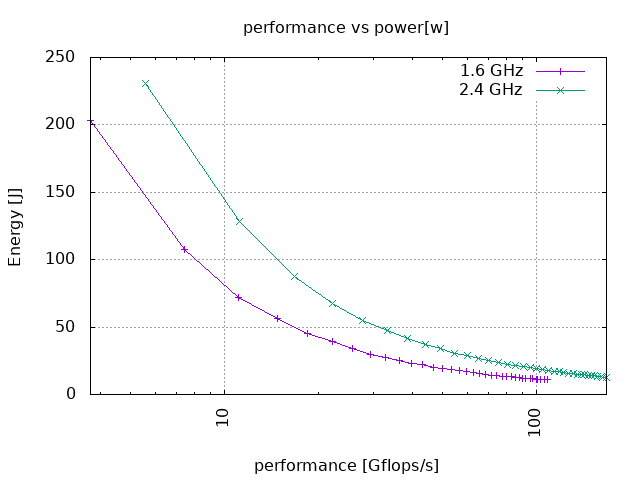 performance vs power[w]
1.6 GHz
2.4 GHz
250
200
150
100
50
0
Energy [J]
10
100
performance [Gflops/s]